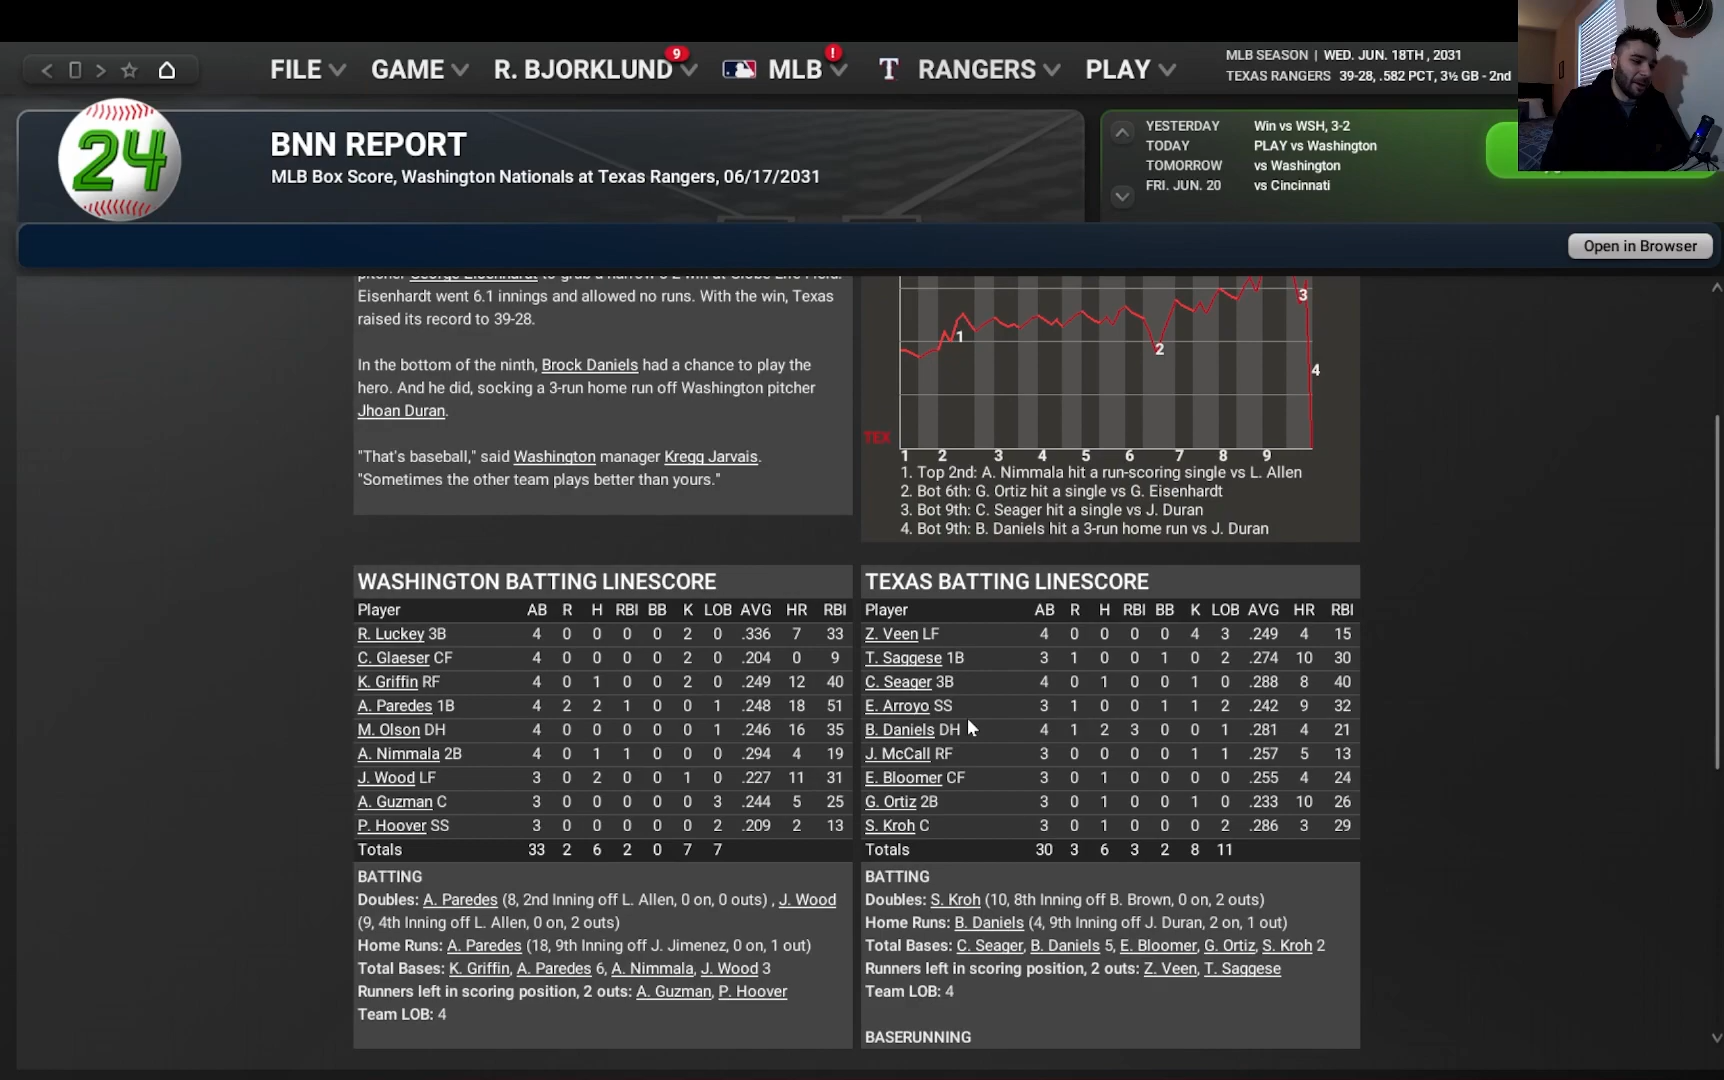 FILE GAME R. BJORKLUND 9 MLB ! T RANGERS PLAY
MLB SEASON | WED. JUN. 18TH , 2031
TEXAS RANGERS 39-28, .582 PCT, 3½ GB - 2nd
24
BNN REPORT
MLB Box Score, Washington Nationals at Texas Rangers, 06/17/2031
YESTERDAY Win vs WSH, 3-2
TODAY PLAY vs Washington
TOMORROW vs Washington
FRI. JUN. 20 vs Cincinnati
Open in Browser
Eisenhardt went 6.1 innings and allowed no runs. With the win, Texas
raised its record to 39-28.
In the bottom of the ninth, Brock Daniels had a chance to play the
hero. And he did, socking a 3-run home run off Washington pitcher
Jhoan Duran.
"That's baseball," said Washington manager Kregg Jarvais.
"Sometimes the other team plays better than yours."
3
1
2
4
TEX
1 2 3 4 5 6 7 8 9
1. Top 2nd: A. Nimmala hit a run-scoring single vs L. Allen
2. Bot 6th: G. Ortiz hit a single vs G. Eisenhardt
3. Bot 9th: C. Seager hit a single vs J. Duran
4. Bot 9th: B. Daniels hit a 3-run home run vs J. Duran
WASHINGTON BATTING LINESCORE
Player AB R H RBI BB K LOB AVG HR RBI
R. Luckey 3B 4 0 0 0 0 2 0 .336 7 33
C. Glaeser CF 4 0 0 0 0 2 0 .204 0 9
K. Griffin RF 4 0 1 0 0 2 0 .249 12 40
A. Paredes 1B 4 2 2 1 0 0 1 .248 18 51
M. Olson DH 4 0 0 0 0 0 1 .246 16 35
A. Nimmala 2B 4 0 1 1 0 0 0 .294 4 19
J. Wood LF 3 0 2 0 0 1 0 .227 11 31
A. Guzman C 3 0 0 0 0 0 3 .244 5 25
P. Hoover SS 3 0 0 0 0 0 2 .209 2 13
Totals 33 2 6 2 0 7 7
BATTING
Doubles: A. Paredes (8, 2nd Inning off L. Allen, 0 on, 0 outs) , J. Wood
(9, 4th Inning off L. Allen, 0 on, 2 outs)
Home Runs: A. Paredes (18, 9th Inning off J. Jimenez, 0 on, 1 out)
Total Bases: K. Griffin, A. Paredes 6, A. Nimmala, J. Wood 3
Runners left in scoring position, 2 outs: A. Guzman, P. Hoover
Team LOB: 4
TEXAS BATTING LINESCORE
Player AB R H RBI BB K LOB AVG HR RBI
Z. Veen LF 4 0 0 0 0 4 3 .249 4 15
T. Saggese 1B 3 1 0 0 1 0 2 .274 10 30
C. Seager 3B 4 0 1 0 0 1 0 .288 8 40
E. Arroyo SS 3 1 0 0 1 1 2 .242 9 32
B. Daniels DH 4 1 2 3 0 0 1 .281 4 21
J. McCall RF 3 0 0 0 0 1 1 .257 5 13
E. Bloomer CF 3 0 1 0 0 0 0 .255 4 24
G. Ortiz 2B 3 0 1 0 0 1 0 .233 10 26
S. Kroh C 3 0 1 0 0 0 2 .286 3 29
Totals 30 3 6 3 2 8 11
BATTING
Doubles: S. Kroh (10, 8th Inning off B. Brown, 0 on, 2 outs)
Home Runs: B. Daniels (4, 9th Inning off J. Duran, 2 on, 1 out)
Total Bases: C. Seager, B. Daniels 5, E. Bloomer, G. Ortiz, S. Kroh 2
Runners left in scoring position, 2 outs: Z. Veen, T. Saggese
Team LOB: 4
BASERUNNING